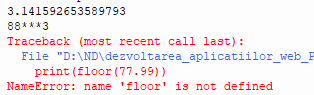 3.141592653589793
88***3
Traceback (most recent call last):
File "D:\ND\dezvoltarea_aplicatiilor_web_P
print(floor(77.99))
NameError: name 'floor' is not defined